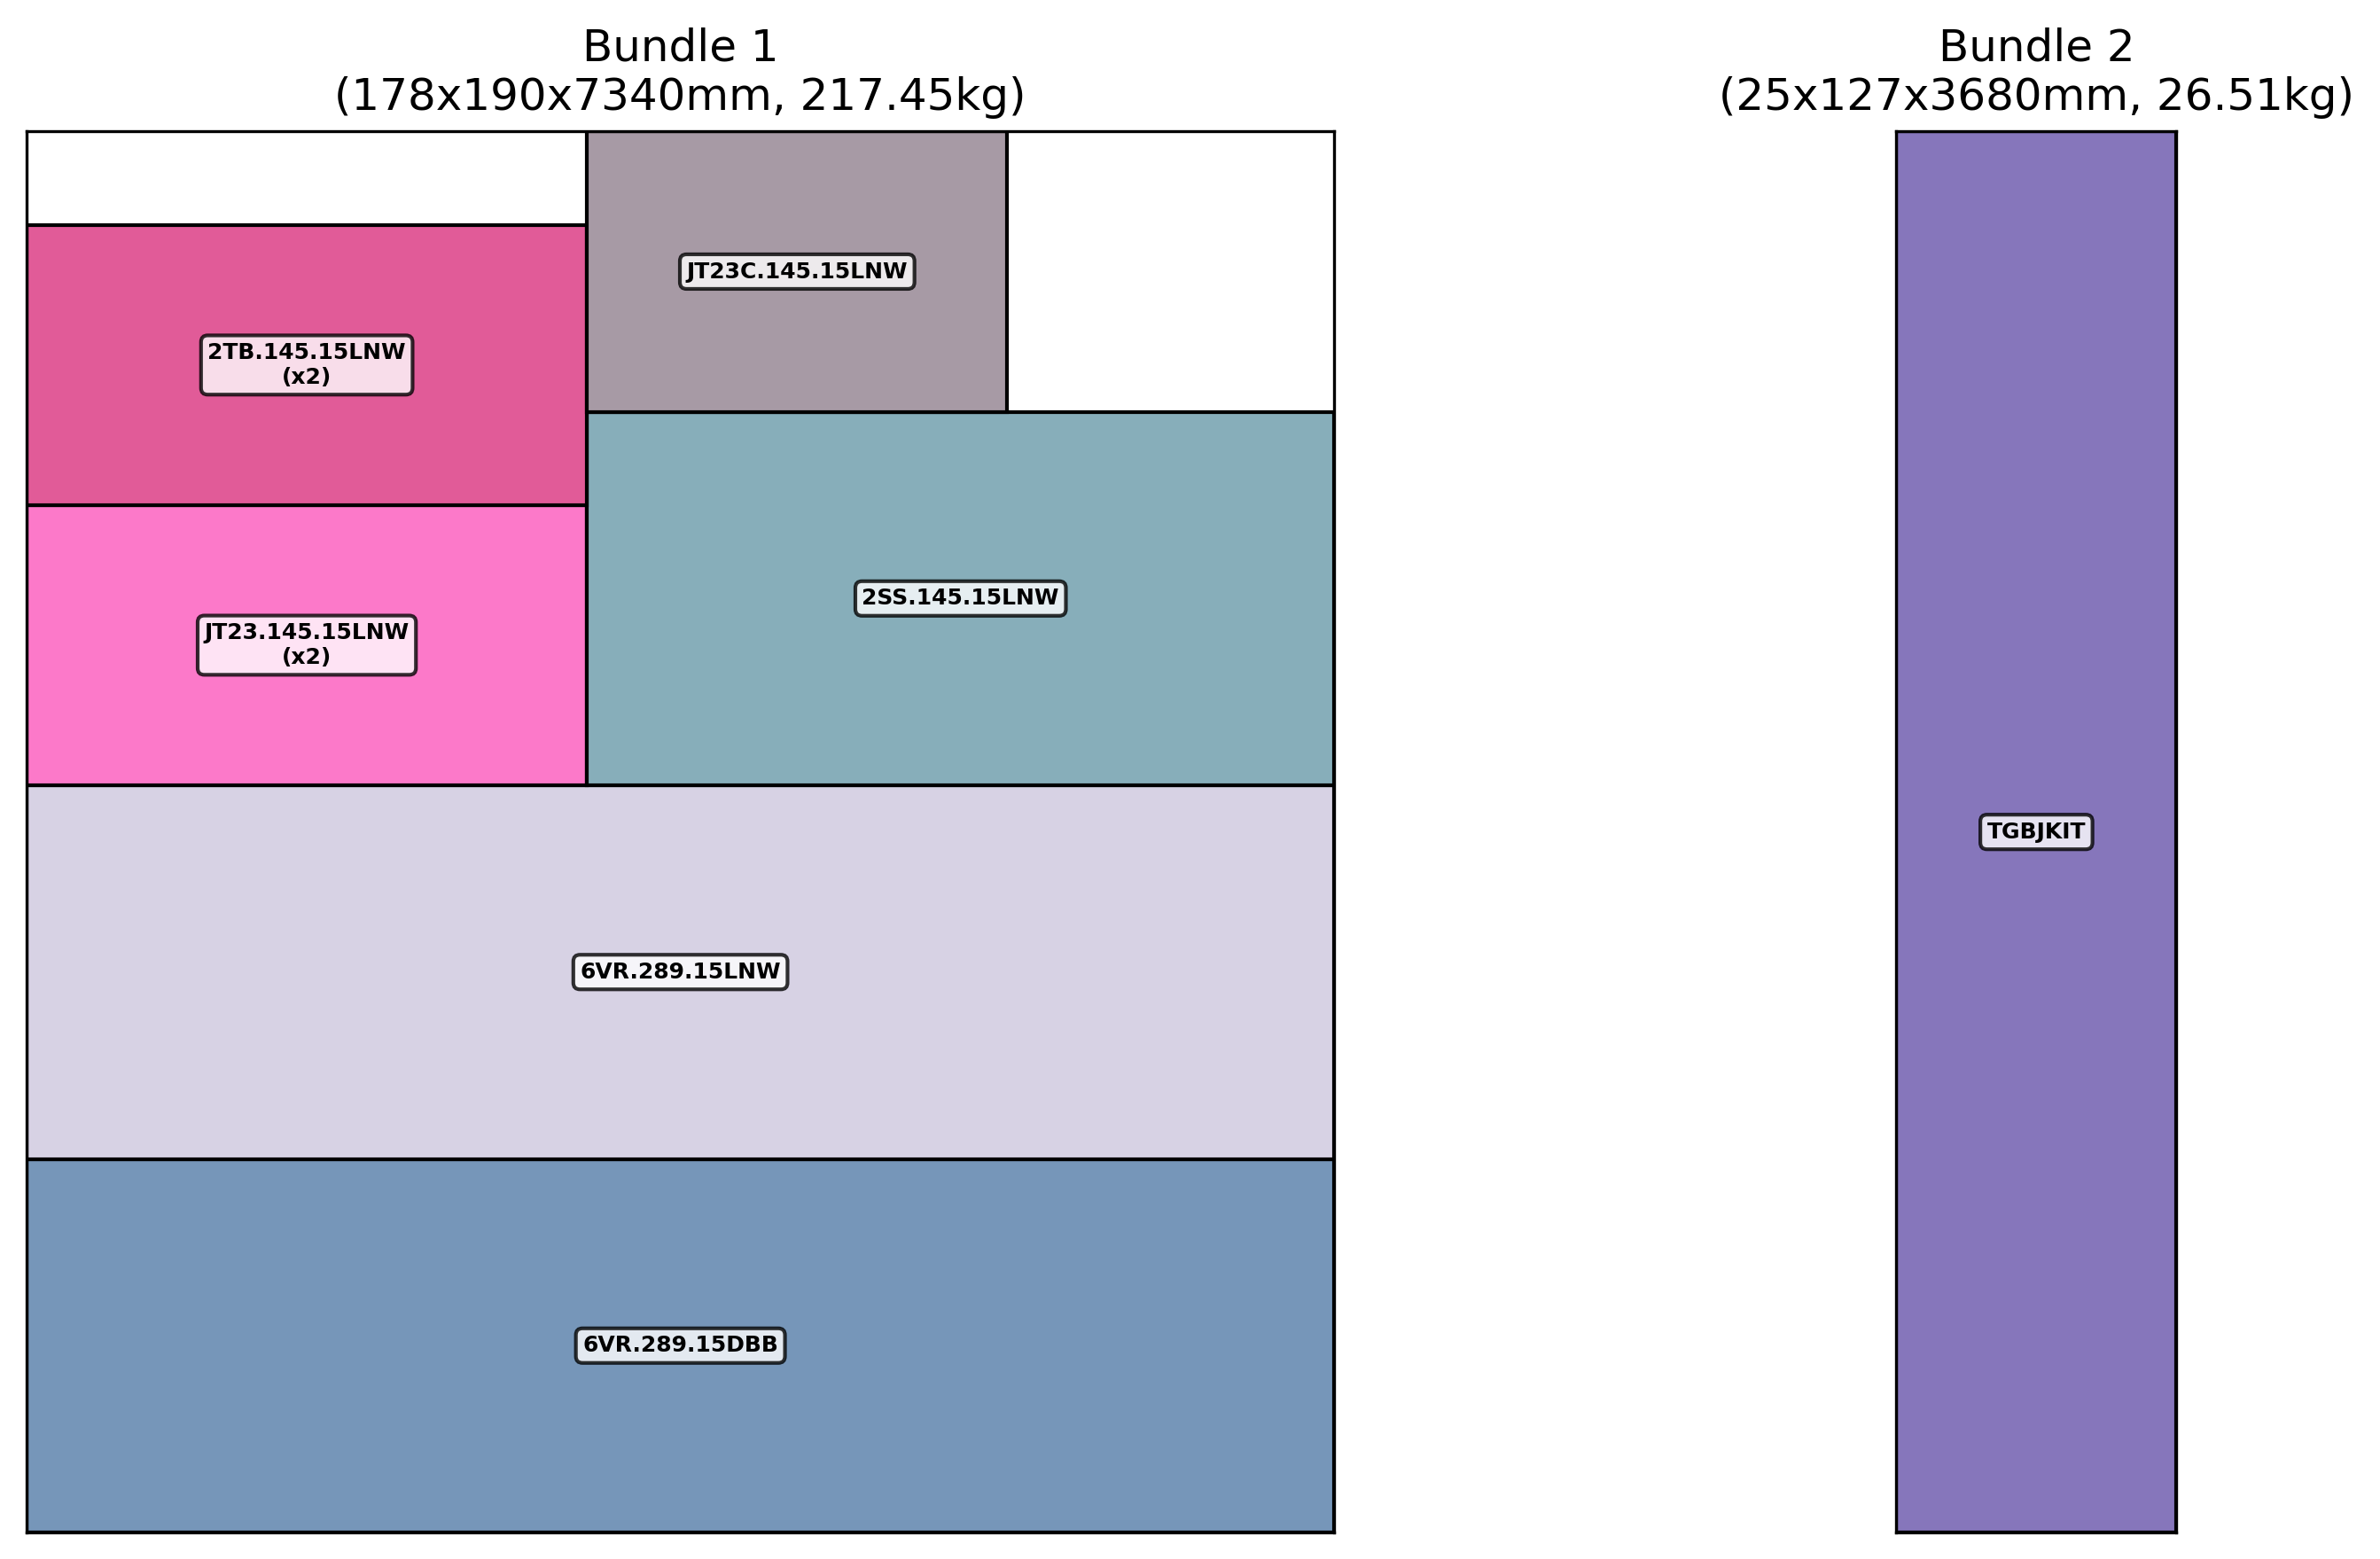 Bundle 1
(178x190x7340mm, 217.45kg)
Bundle 2
(25x127x3680mm, 26.51kg)
JT23C.145.15LNW
2TB.145.15LNW
(x2)
2SS.145.15LNW
JT23.145.15LNW
(x2)
TGBJKIT
6VR.289.15LNW
6VR.289.15DBB